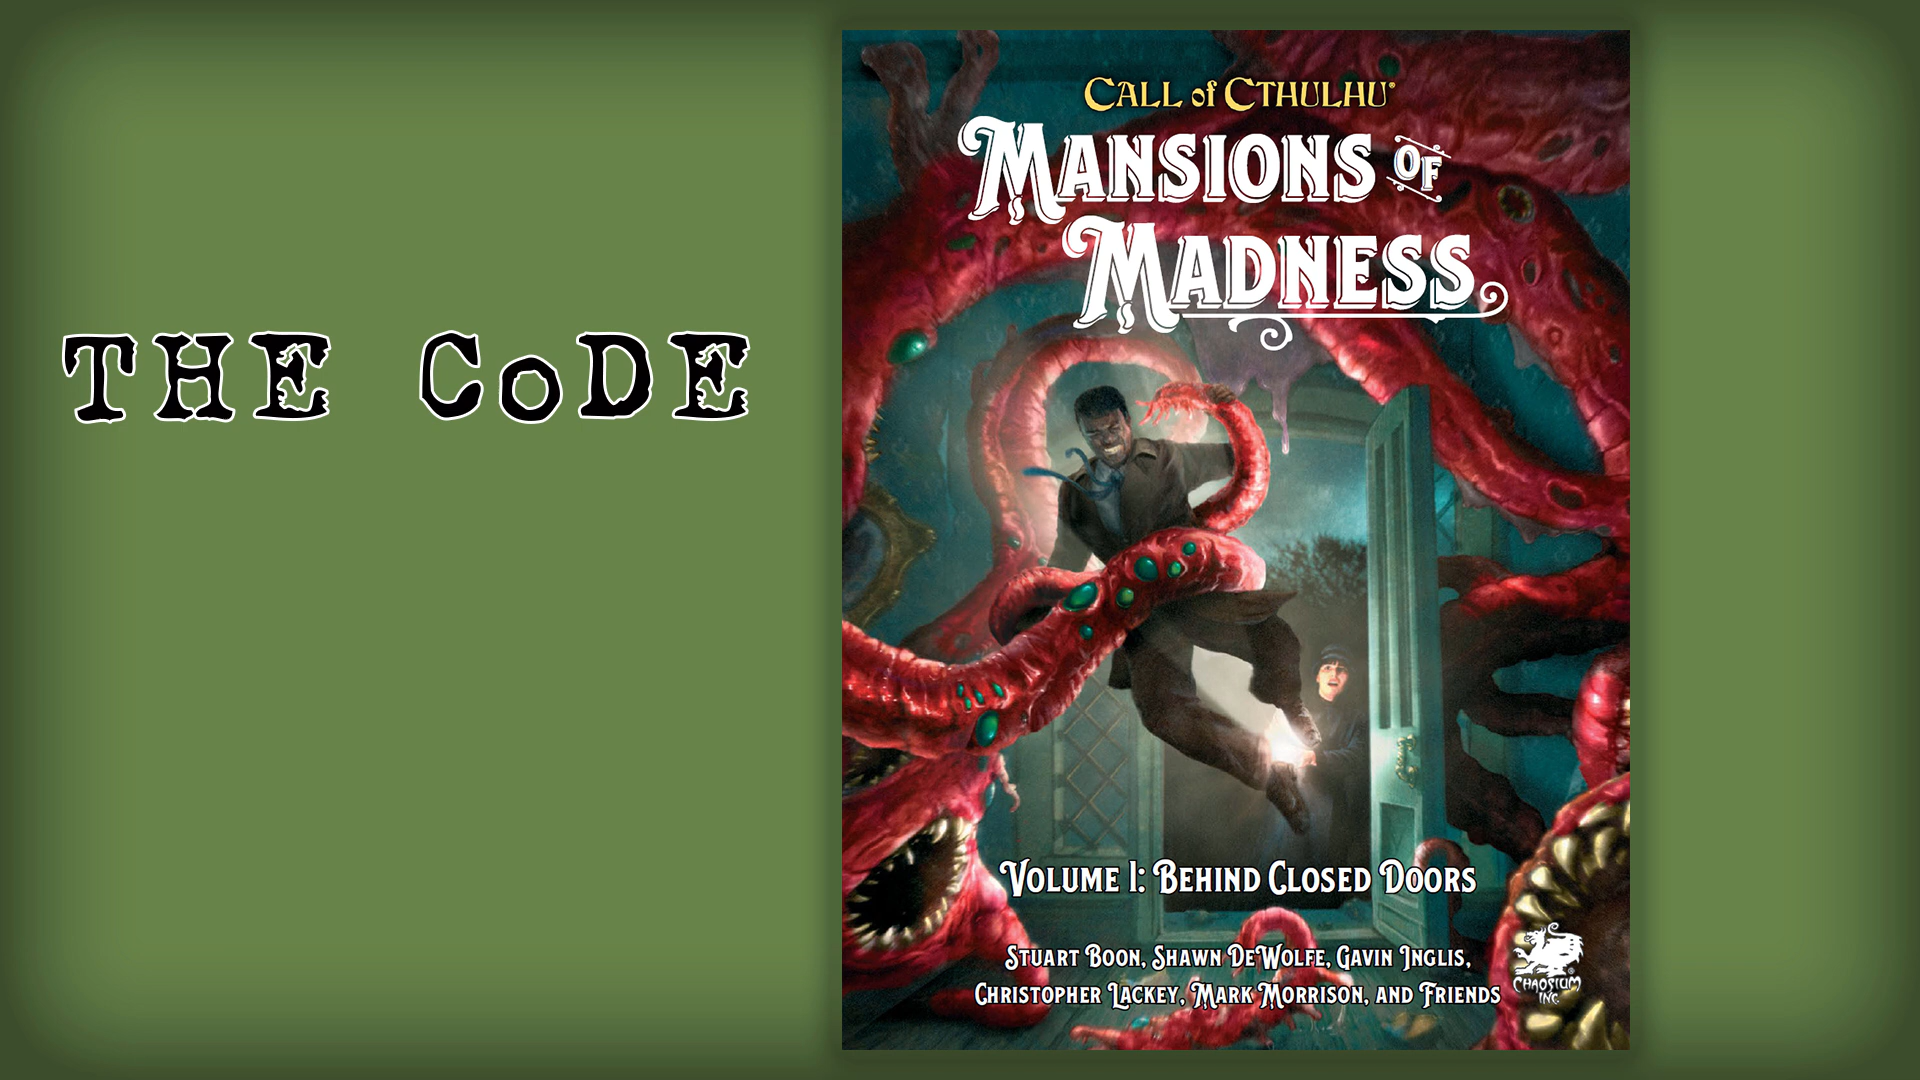 THE CoDE
CALL of CTHULHU®
MANSIONS OF
MADNESS
VOLUME 1: BEHIND CLOSED DOORS
STUART BOON, SHAWN DEWOLFE, GAVIN INGLIS,
CHRISTOPHER LACKEY, MARK MORRISON, AND FRIENDS
CHAOSIUM
INC.